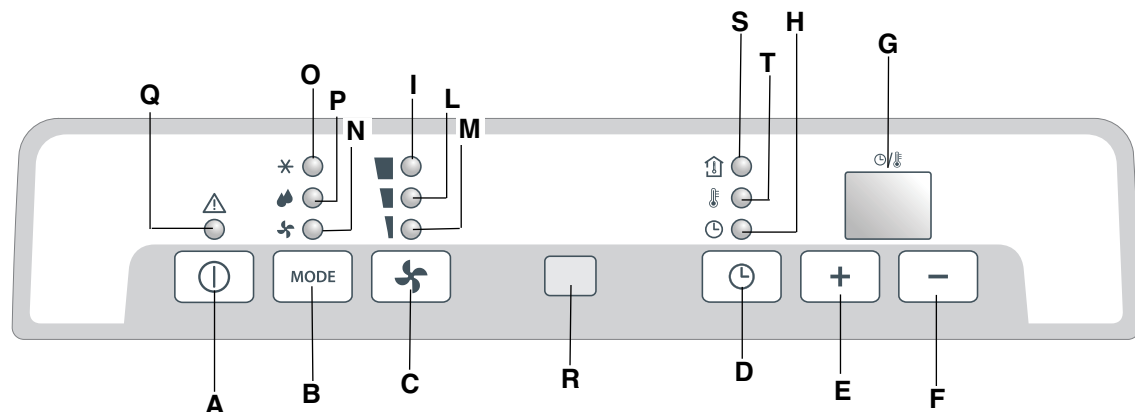 S H
G
O I T
Q P L
N M
MODE
R D E F
A B C